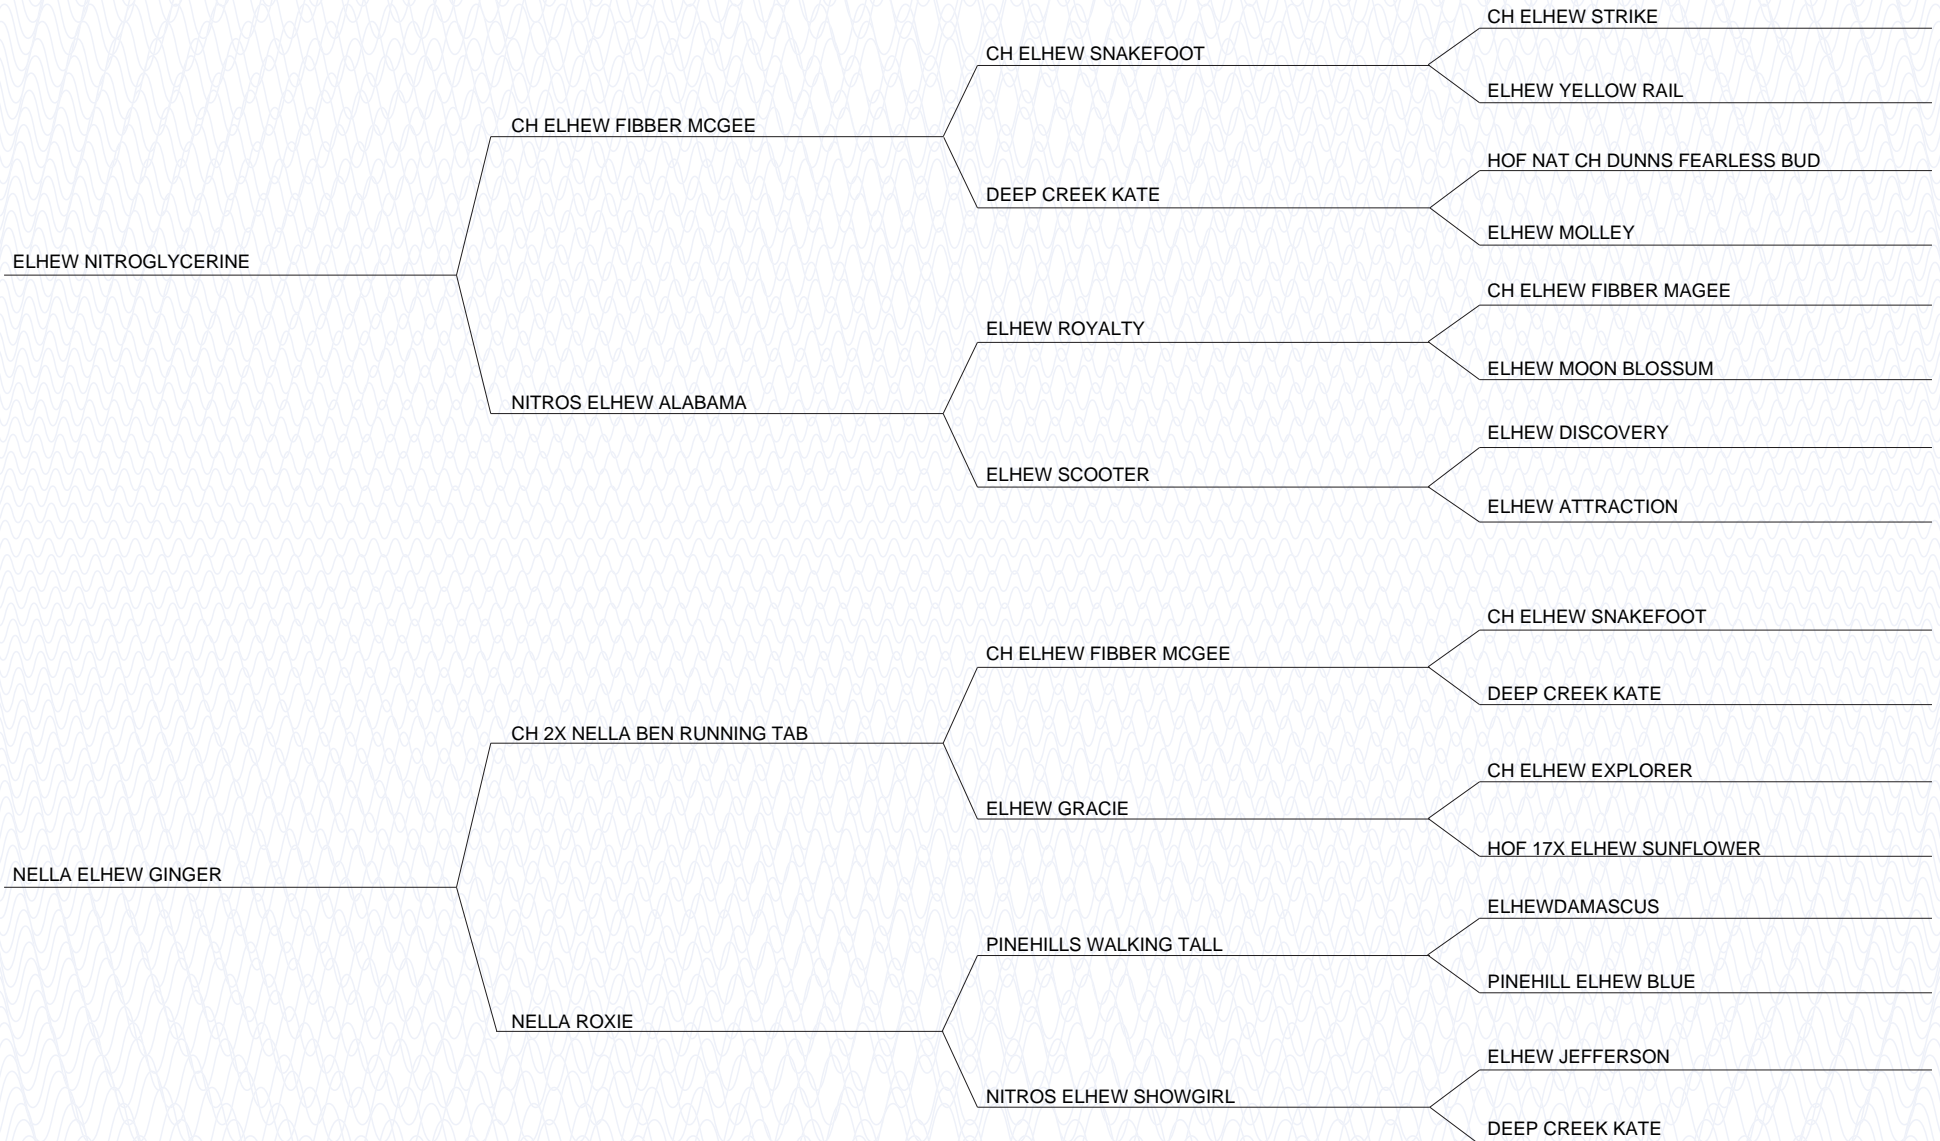 CH ELHEW STRIKE
CH ELHEW SNAKEFOOT
ELHEW YELLOW RAIL
CH ELHEW FIBBER MCGEE
HOF NAT CH DUNNS FEARLESS BUD
DEEP CREEK KATE
ELHEW MOLLEY
ELHEW NITROGLYCERINE
CH ELHEW FIBBER MAGEE
ELHEW ROYALTY
ELHEW MOON BLOSSUM
NITROS ELHEW ALABAMA
ELHEW DISCOVERY
ELHEW SCOOTER
ELHEW ATTRACTION
CH ELHEW SNAKEFOOT
CH ELHEW FIBBER MCGEE
DEEP CREEK KATE
CH 2X NELLA BEN RUNNING TAB
CH ELHEW EXPLORER
ELHEW GRACIE
HOF 17X ELHEW SUNFLOWER
NELLA ELHEW GINGER
ELHEWDAMASCUS
PINEHILLS WALKING TALL
PINEHILL ELHEW BLUE
NELLA ROXIE
ELHEW JEFFERSON
NITROS ELHEW SHOWGIRL
DEEP CREEK KATE